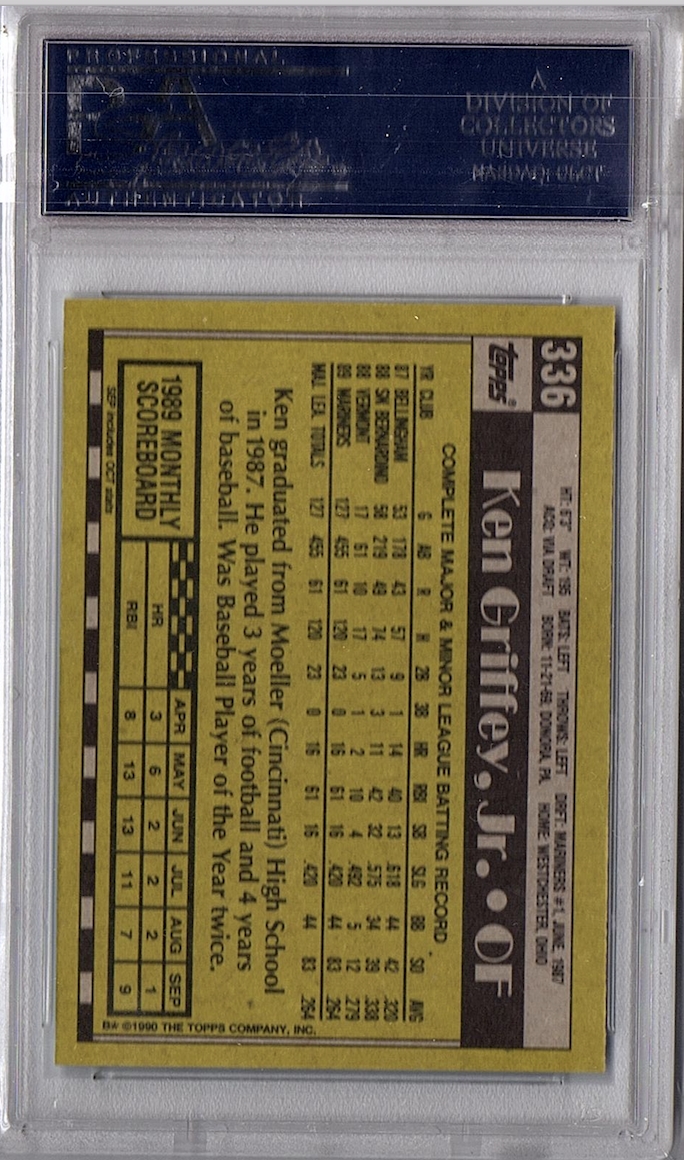 PROFESSIONAL
PSA
AUTHENTICATOR
DIVISION OF
COLLECTORS
UNIVERSE
NASDAQ: CLCT
336
HT: 6'3" WT: 195 BATS: LEFT THROWS: LEFT DRFT: MARINERS #1, JUNE, 1987
ACQ: VIA DRAFT BORN: 11-21-69, DONORA, PA. HOME: WESTCHESTER, OHIO
TOPPS®
Ken Griffey, Jr. • OF
COMPLETE MAJOR & MINOR LEAGUE BATTING RECORD
YR CLUB G AB R H 2B 3B HR RBI SB SLG BB SO AVG
87 BELLINGHAM 53 178 43 57 9 1 14 40 13 .618 44 42 .320
88 SN BERNARDINO 58 219 49 74 13 3 11 42 32 .575 34 39 .338
88 VERMONT 17 61 10 17 5 1 2 10 4 .492 5 12 .279
89 MARINERS 127 455 61 120 23 0 16 61 16 .420 44 83 .264
MAJ. LEA. TOTALS 127 455 61 120 23 0 16 61 16 .420 44 83 .264
Ken graduated from Moeller (Cincinnati) High School
in 1987. He played 3 years of football and 4 years
of baseball. Was Baseball Player of the Year twice.
1989 MONTHLY
SCOREBOARD
APR MAY JUN JUL AUG SEP
HR 3 6 2 2 2 1
RBI 8 13 13 11 7 9
SEP includes OCT stats
B* ©1990 THE TOPPS COMPANY, INC.